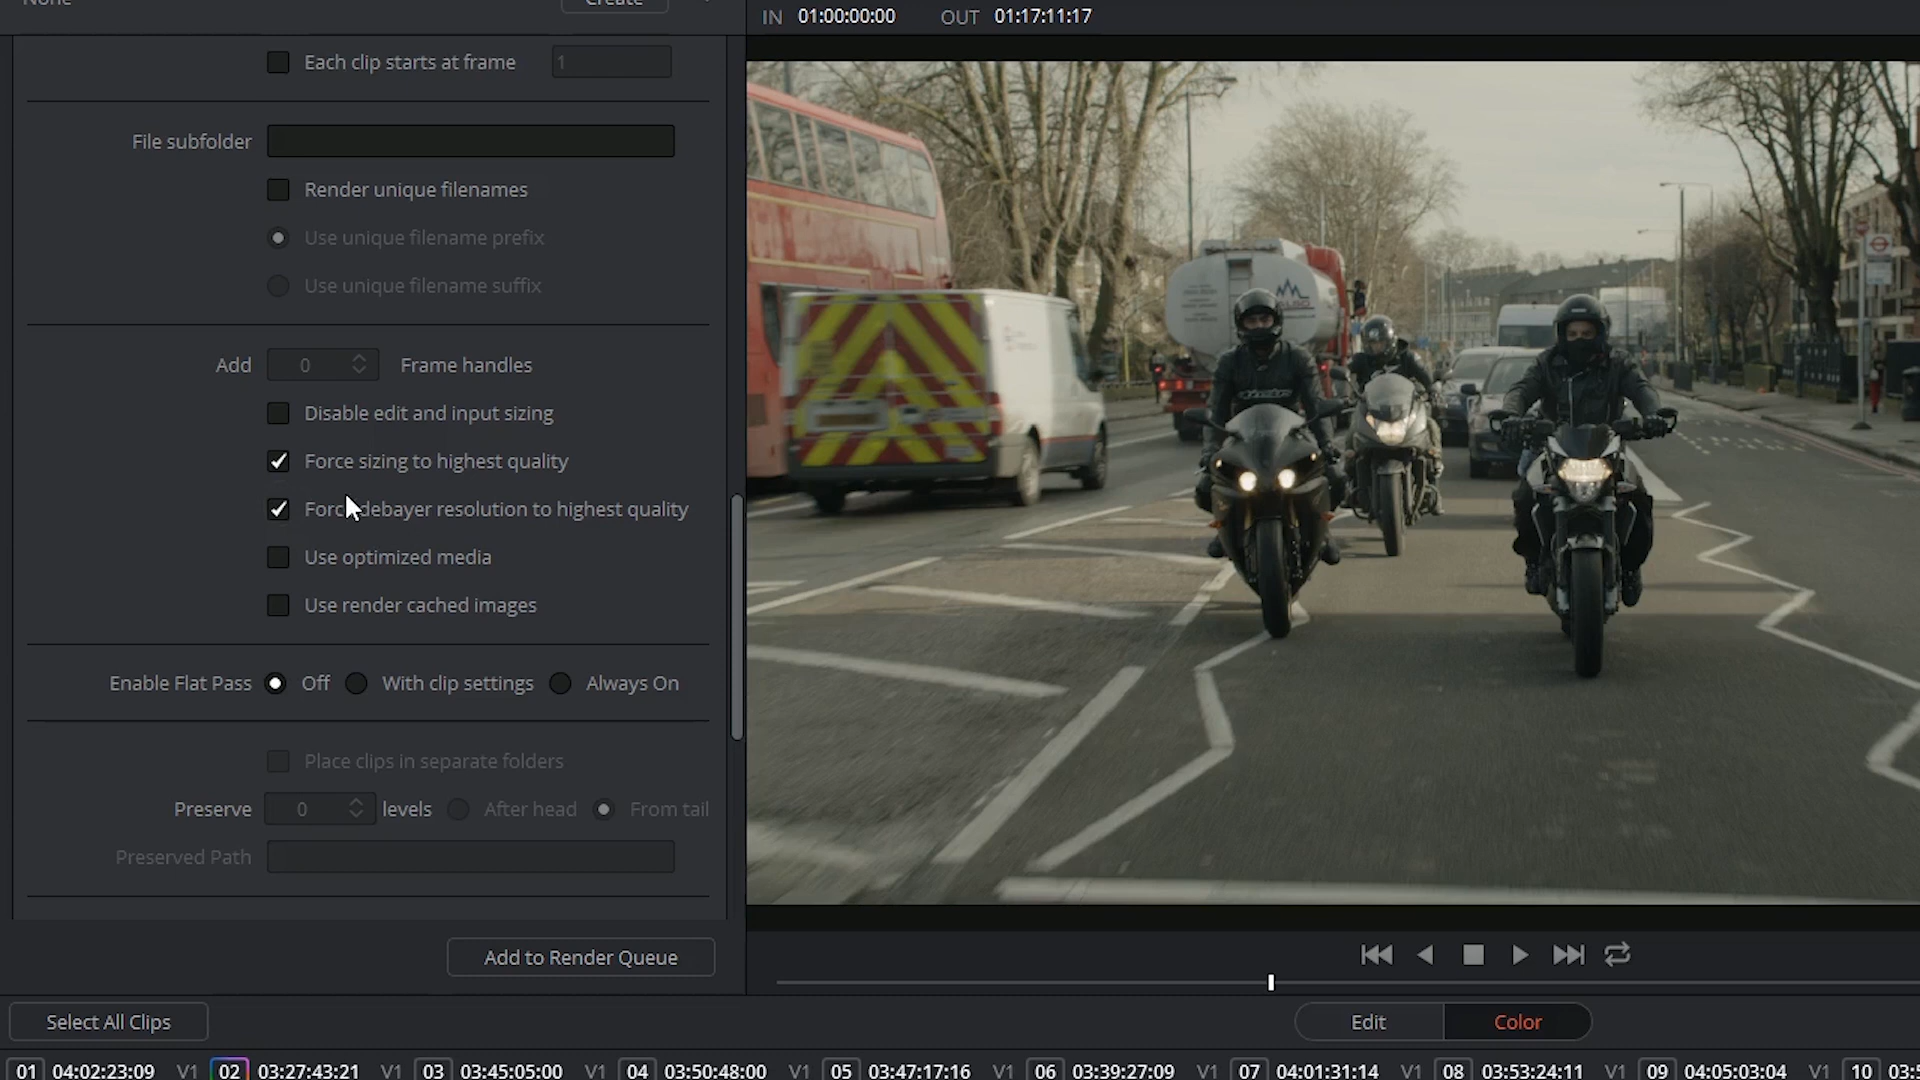 None
Create
IN 01:00:00:00 OUT 01:17:11:17
Each clip starts at frame 1
File subfolder
Render unique filenames
Use unique filename prefix
Use unique filename suffix
Add 0 Frame handles
Disable edit and input sizing
Force sizing to highest quality
Force debayer resolution to highest quality
Use optimized media
Use render cached images
Enable Flat Pass Off With clip settings Always On
Place clips in separate folders
Preserve 0 levels After head From tail
Preserved Path
Add to Render Queue
Select All Clips
Edit Color
01 04:02:23:09 V1 02 03:27:43:21 V1 03 03:45:05:00 V1 04 03:50:48:00 V1 05 03:47:17:16 V1 06 03:39:27:09 V1 07 04:01:31:14 V1 08 03:53:24:11 V1 09 04:05:03:04 V1 10